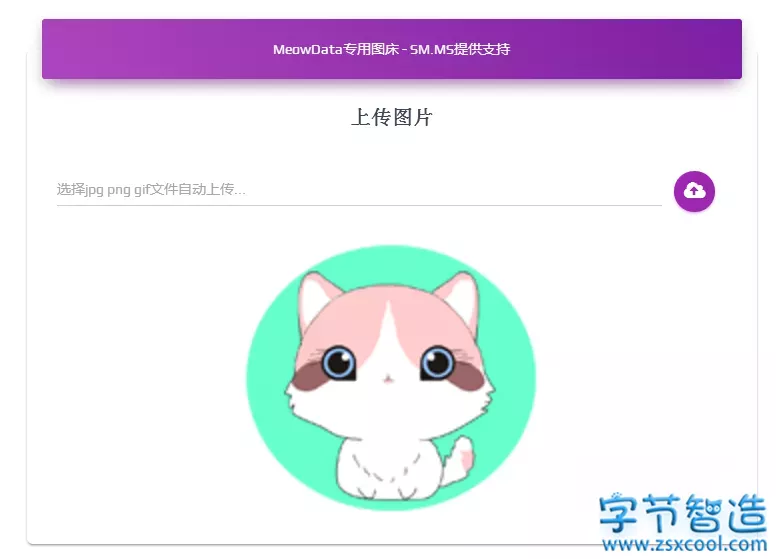 MeowData专用图床 - SM.MS提供支持
上传图片
选择jpg png gif文件自动上传...
字节智造
www.zsxcool.com